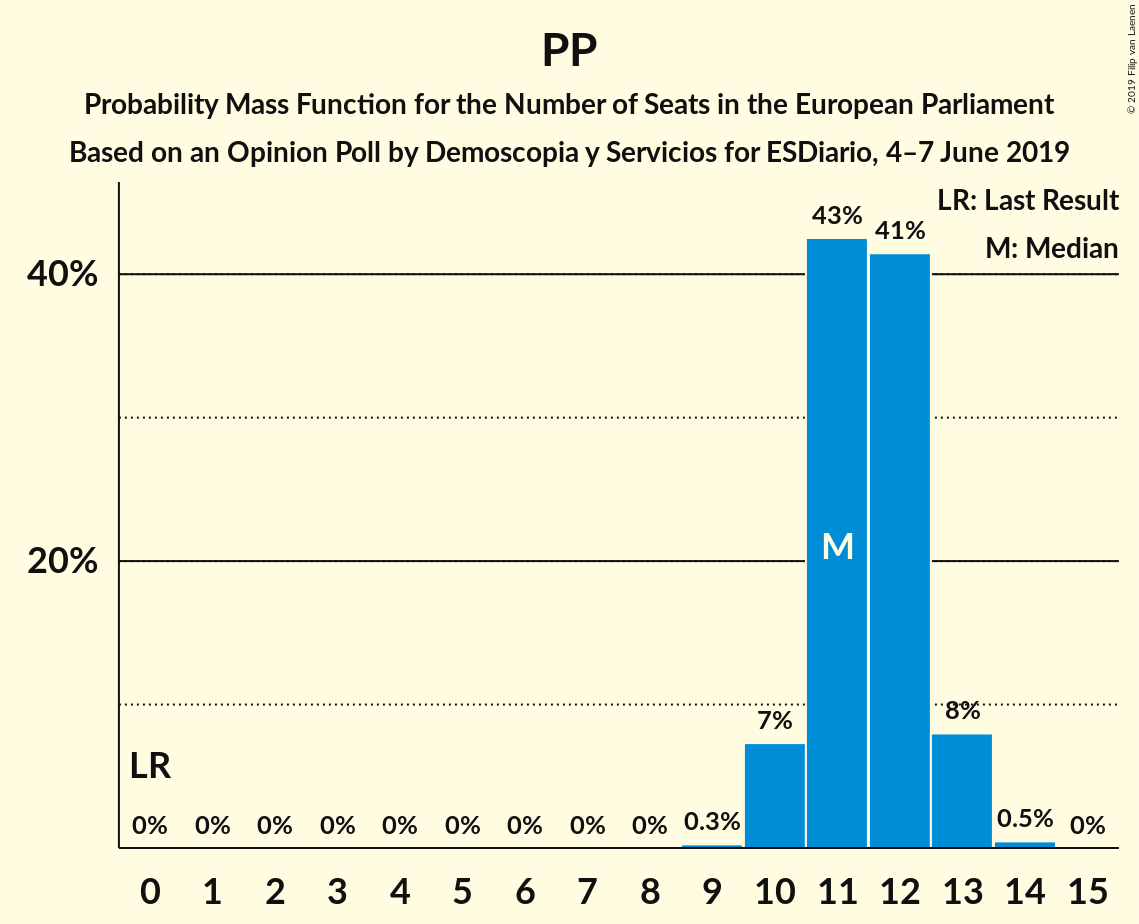 PP
Probability Mass Function for the Number of Seats in the European Parliament
Based on an Opinion Poll by Demoscopia y Servicios for ESDiario, 4–7 June 2019
© 2019 Filip van Laenen
LR: Last Result
M: Median
43%
41%
40%
M
20%
7%
8%
LR
0% 0% 0% 0% 0% 0% 0% 0% 0% 0.3% 0.5% 0%
0 1 2 3 4 5 6 7 8 9 10 11 12 13 14 15